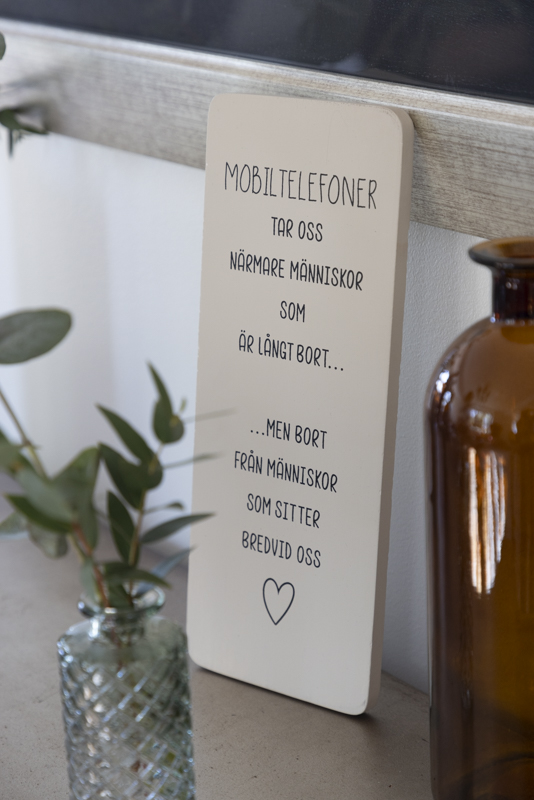 MOBILTELEFONER
TAR OSS
NÄRMARE MÄNNISKOR
SOM
ÄR LÅNGT BORT...
...MEN BORT
FRÅN MÄNNISKOR
SOM SITTER
BREDVID OSS